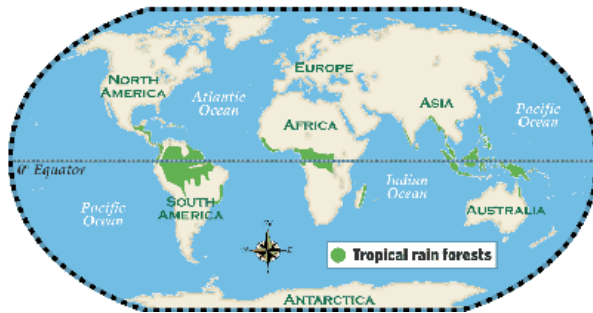 EUROPE
NORTH
AMERICA
Atlantic
Ocean
ASIA
Pacific
Ocean
AFRICA
0° Equator
Indian
Ocean
Pacific
Ocean
SOUTH
AMERICA
AUSTRALIA
Tropical rain forests
ANTARCTICA